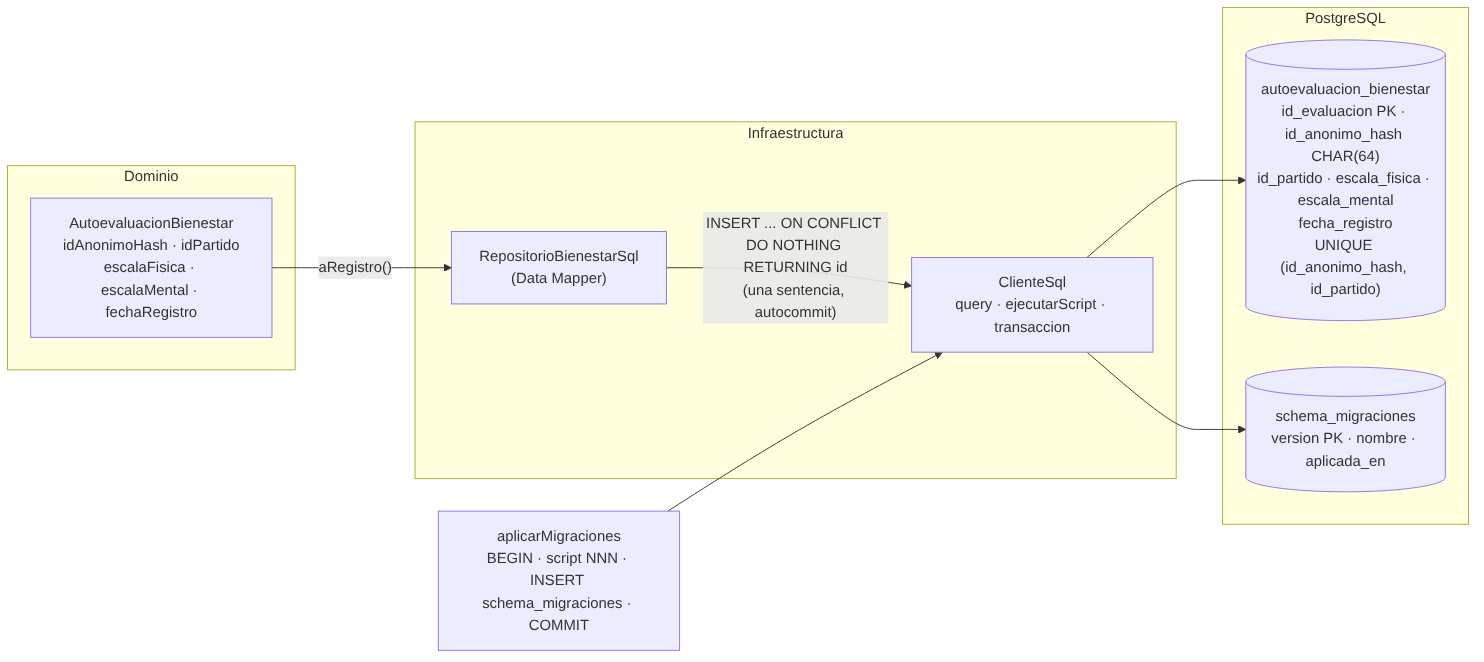 Dominio
AutoevaluacionBienestar
idAnonimoHash · idPartido
escalaFisica ·
escalaMental ·
fechaRegistro
aRegistro()
Infraestructura
RepositorioBienestarSql
(Data Mapper)
INSERT ... ON CONFLICT
DO NOTHING
RETURNING id
(una sentencia,
autocommit)
ClienteSql
query · ejecutarScript ·
transaccion
aplicarMigraciones
BEGIN · script NNN ·
INSERT
schema_migraciones ·
COMMIT
PostgreSQL
autoevaluacion_bienestar
id_evaluacion PK ·
id_anonimo_hash
CHAR(64)
id_partido · escala_fisica ·
escala_mental
fecha_registro
UNIQUE
(id_anonimo_hash,
id_partido)
schema_migraciones
version PK · nombre ·
aplicada_en